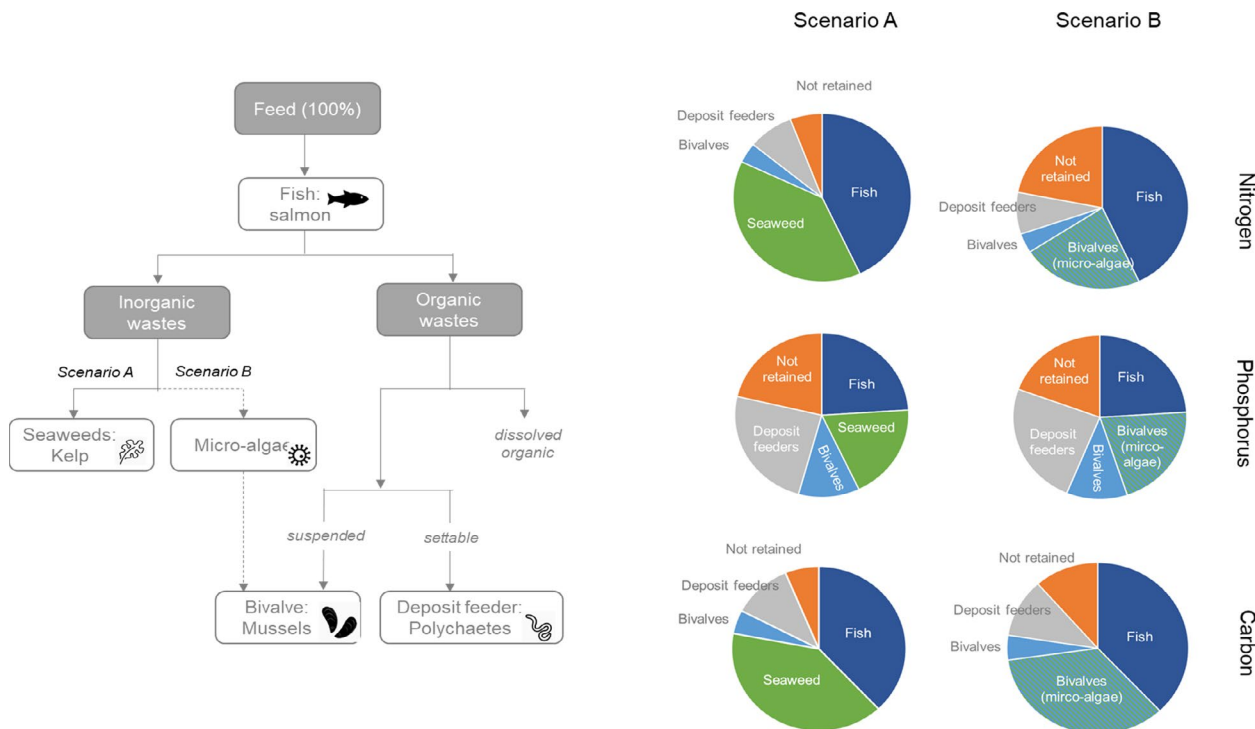 Scenario A
Scenario B
Feed (100%)
Fish:
salmon
Inorganic
wastes
Organic
wastes
Scenario A
Scenario B
Seaweeds:
Kelp
Micro-algae
dissolved
organic
suspended
settable
Bivalve:
Mussels
Deposit feeder:
Polychaetes
Not retained
Deposit feeders
Bivalves
Fish
Seaweed
Not
retained
Deposit feeders
Bivalves
Fish
Bivalves
(micro-algae)
Nitrogen
Not
retained
Fish
Deposit
feeders
Seaweed
Bivalves
Not
retained
Fish
Deposit
feeders
Bivalves
(mirco-
algae)
Bivalves
Phosphorus
Not retained
Deposit feeders
Bivalves
Fish
Seaweed
Not retained
Deposit feeders
Bivalves
Fish
Bivalves
(mirco-algae)
Carbon